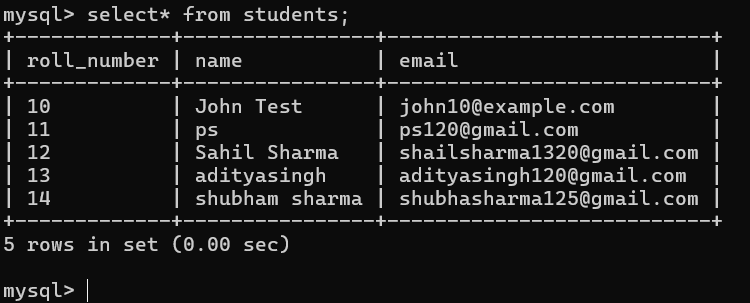 mysql> select* from students;
+-------------+----------------+---------------------------+
| roll_number | name           | email                     |
+-------------+----------------+---------------------------+
| 10          | John Test      | john10@example.com        |
| 11          | ps             | ps120@gmail.com           |
| 12          | Sahil Sharma   | shailsharma1320@gmail.com |
| 13          | adityasingh    | adityasingh120@gmail.com  |
| 14          | shubham sharma | shubhasharma125@gmail.com |
+-------------+----------------+---------------------------+
5 rows in set (0.00 sec)
mysql>